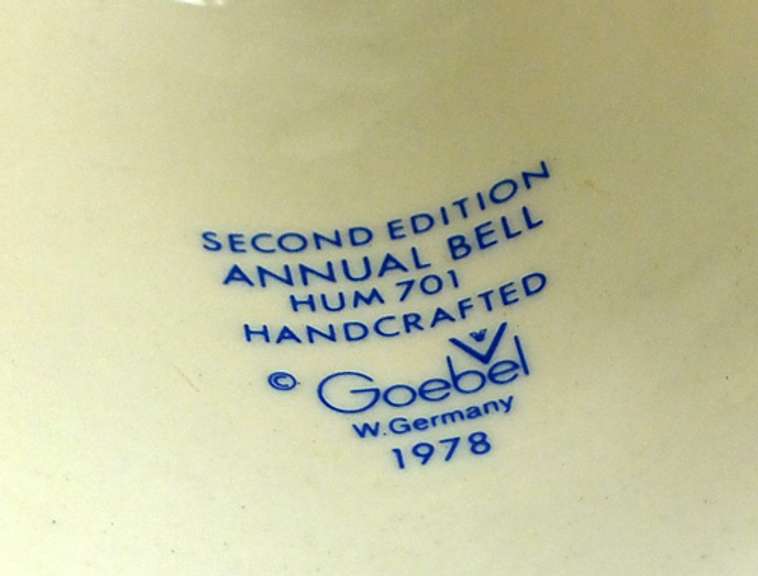 SECOND EDITION
ANNUAL BELL
HUM 701
HANDCRAFTED
© Goebel
W. Germany
1978